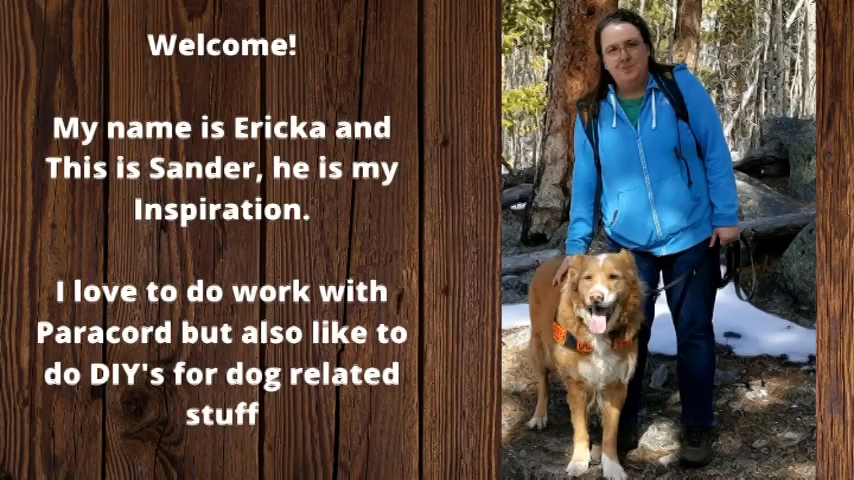 Welcome!
My name is Ericka and
This is Sander, he is my
Inspiration.
I love to do work with
Paracord but also like to
do DIY's for dog related
stuff